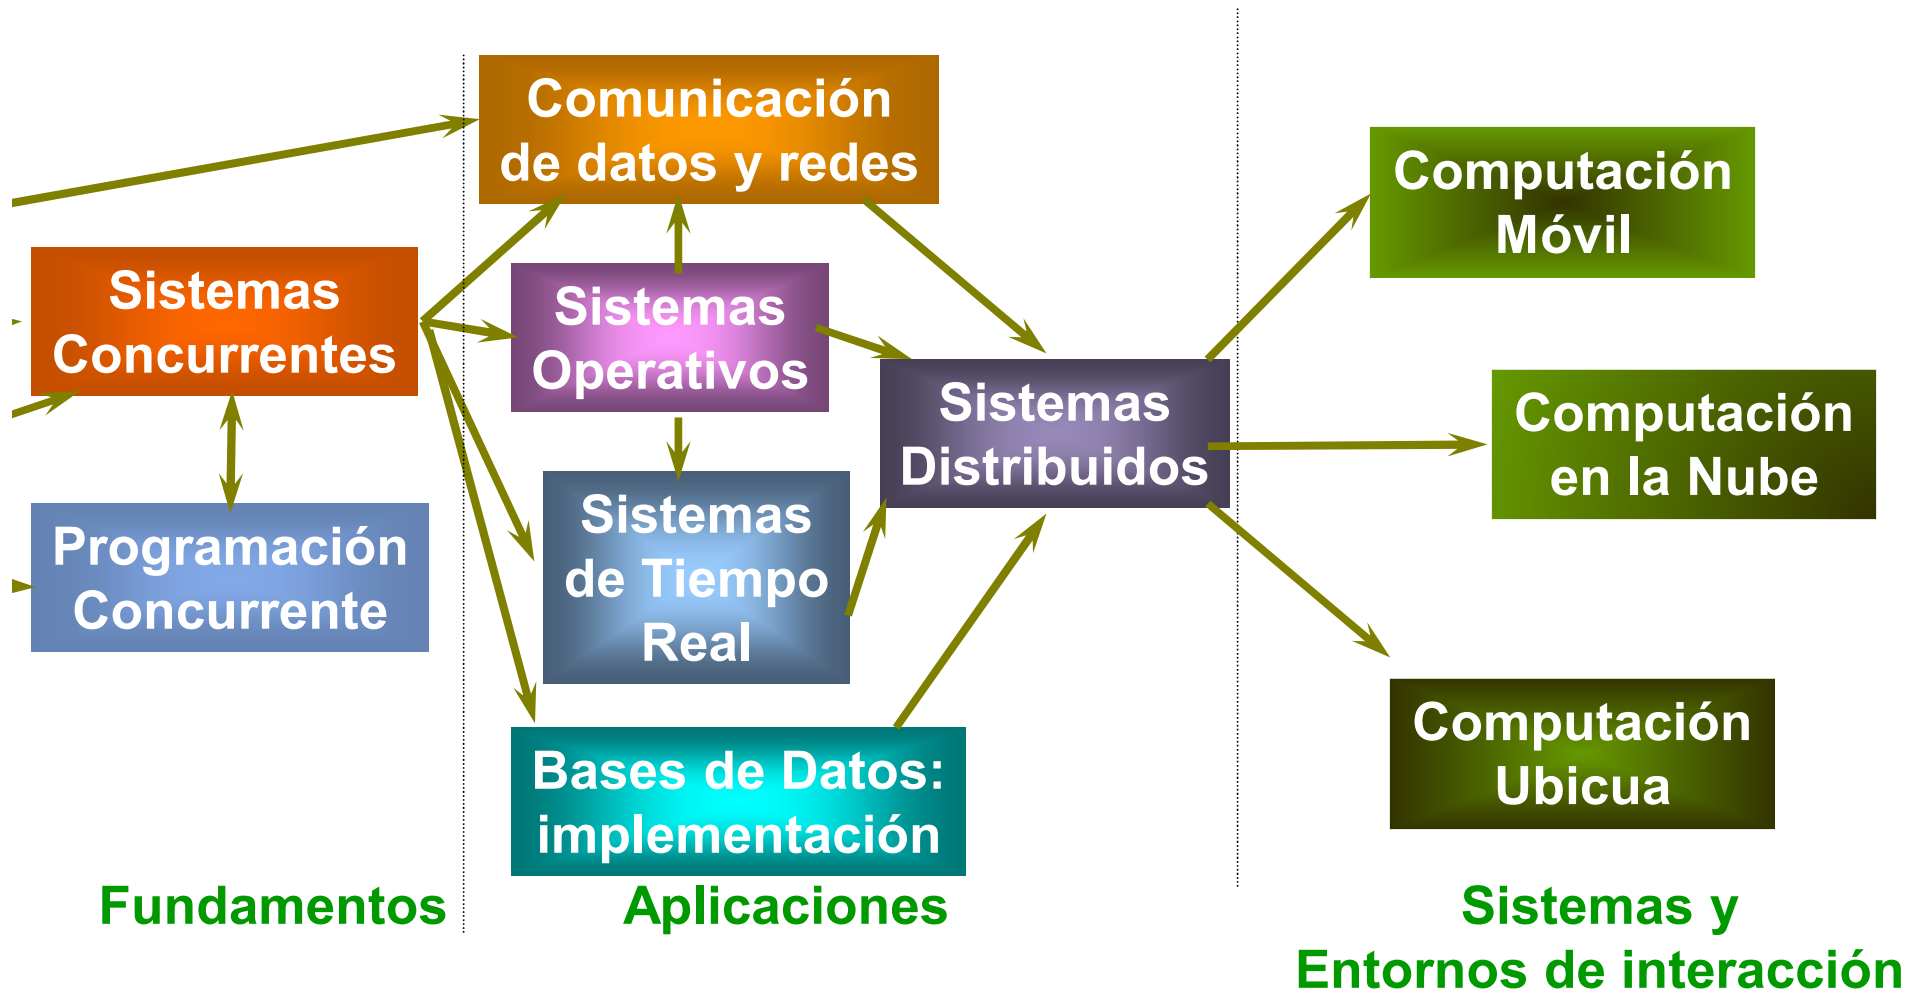 Comunicación
de datos y redes
Sistemas
Concurrentes
Programación
Concurrente
Sistemas
Operativos
Sistemas
de Tiempo
Real
Bases de Datos:
implementación
Sistemas
Distribuidos
Computación
Móvil
Computación
en la Nube
Computación
Ubicua
Fundamentos
Aplicaciones
Sistemas y
Entornos de interacción